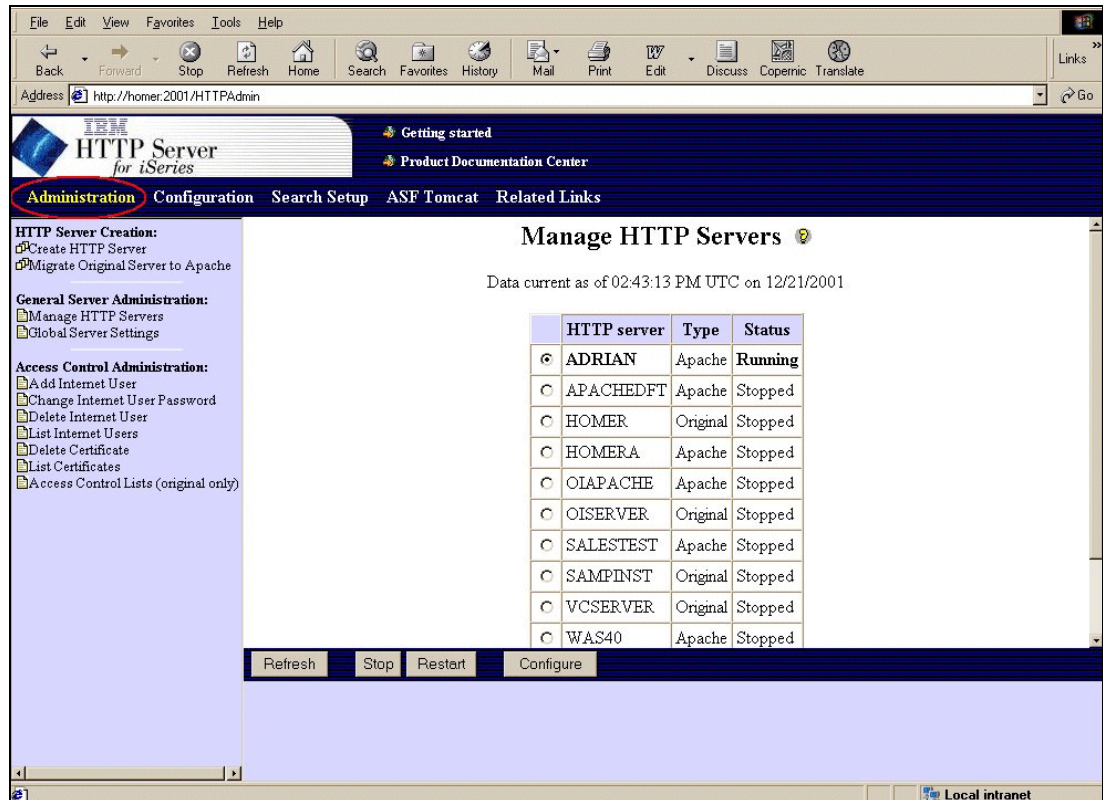 File Edit View Favorites Tools Help
Back Forward Stop Refresh Home Search Favorites History Mail Print Edit Discuss Copernic Translate Links
Address http://homer:2001/HTTPAdmin Go
IBM
HTTP Server
for iSeries
Getting started
Product Documentation Center
Administration Configuration Search Setup ASF Tomcat Related Links
HTTP Server Creation:
Create HTTP Server
Migrate Original Server to Apache
General Server Administration:
Manage HTTP Servers
Global Server Settings
Access Control Administration:
Add Internet User
Change Internet User Password
Delete Internet User
List Internet Users
Delete Certificate
List Certificates
Access Control Lists (original only)
Manage HTTP Servers
Data current as of 02:43:13 PM UTC on 12/21/2001
HTTP server Type Status
ADRIAN Apache Running
APACHEDFT Apache Stopped
HOMER Original Stopped
HOMERA Apache Stopped
OIAPACHE Apache Stopped
OISERVER Original Stopped
SALESTEST Apache Stopped
SAMPINST Original Stopped
VCSERVER Original Stopped
WAS40 Apache Stopped
Refresh Stop Restart Configure
Local intranet